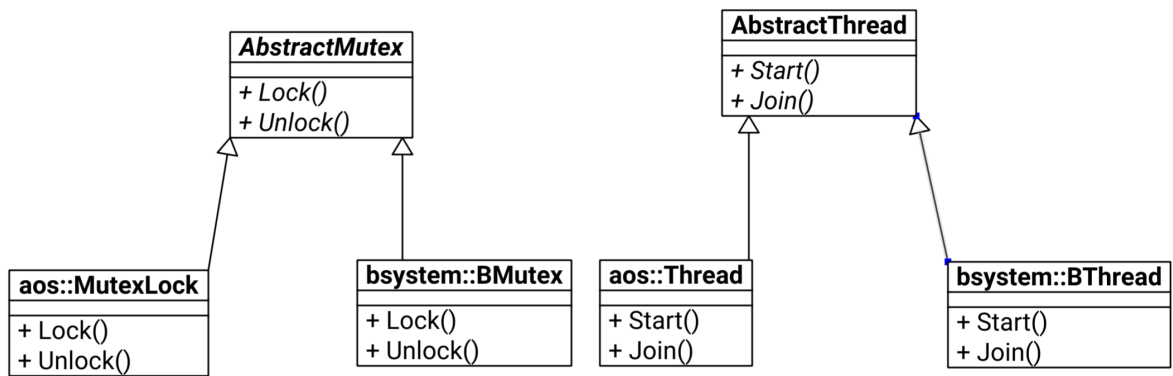 AbstractMutex
+ Lock()
+ Unlock()
AbstractThread
+ Start()
+ Join()
aos::MutexLock
+ Lock()
+ Unlock()
bsystem::BMutex
+ Lock()
+ Unlock()
aos::Thread
+ Start()
+ Join()
bsystem::BThread
+ Start()
+ Join()